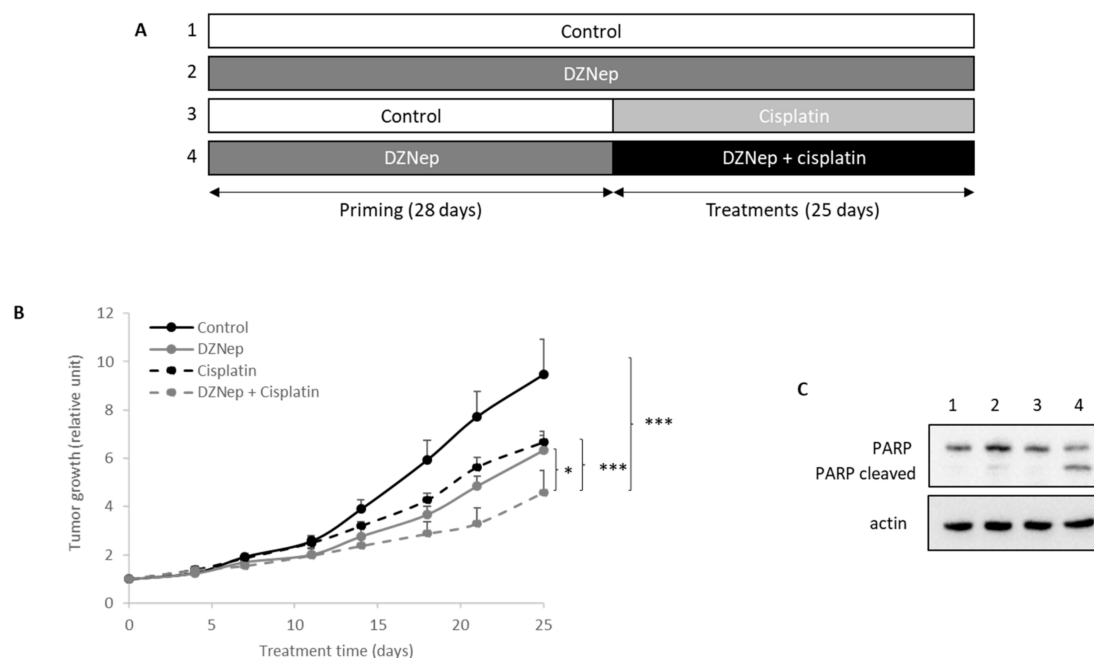 A
1 Control
2 DZNep
3 Control Cisplatin
4 DZNep DZNep + cisplatin
Priming (28 days) Treatments (25 days)
B
Tumor growth (relative unit)
12
10
8
6
4
2
0
Control
DZNep
Cisplatin
DZNep + Cisplatin
* *** ***
0 5 10 15 20 25
Treatment time (days)
C
1 2 3 4
PARP
PARP cleaved
actin